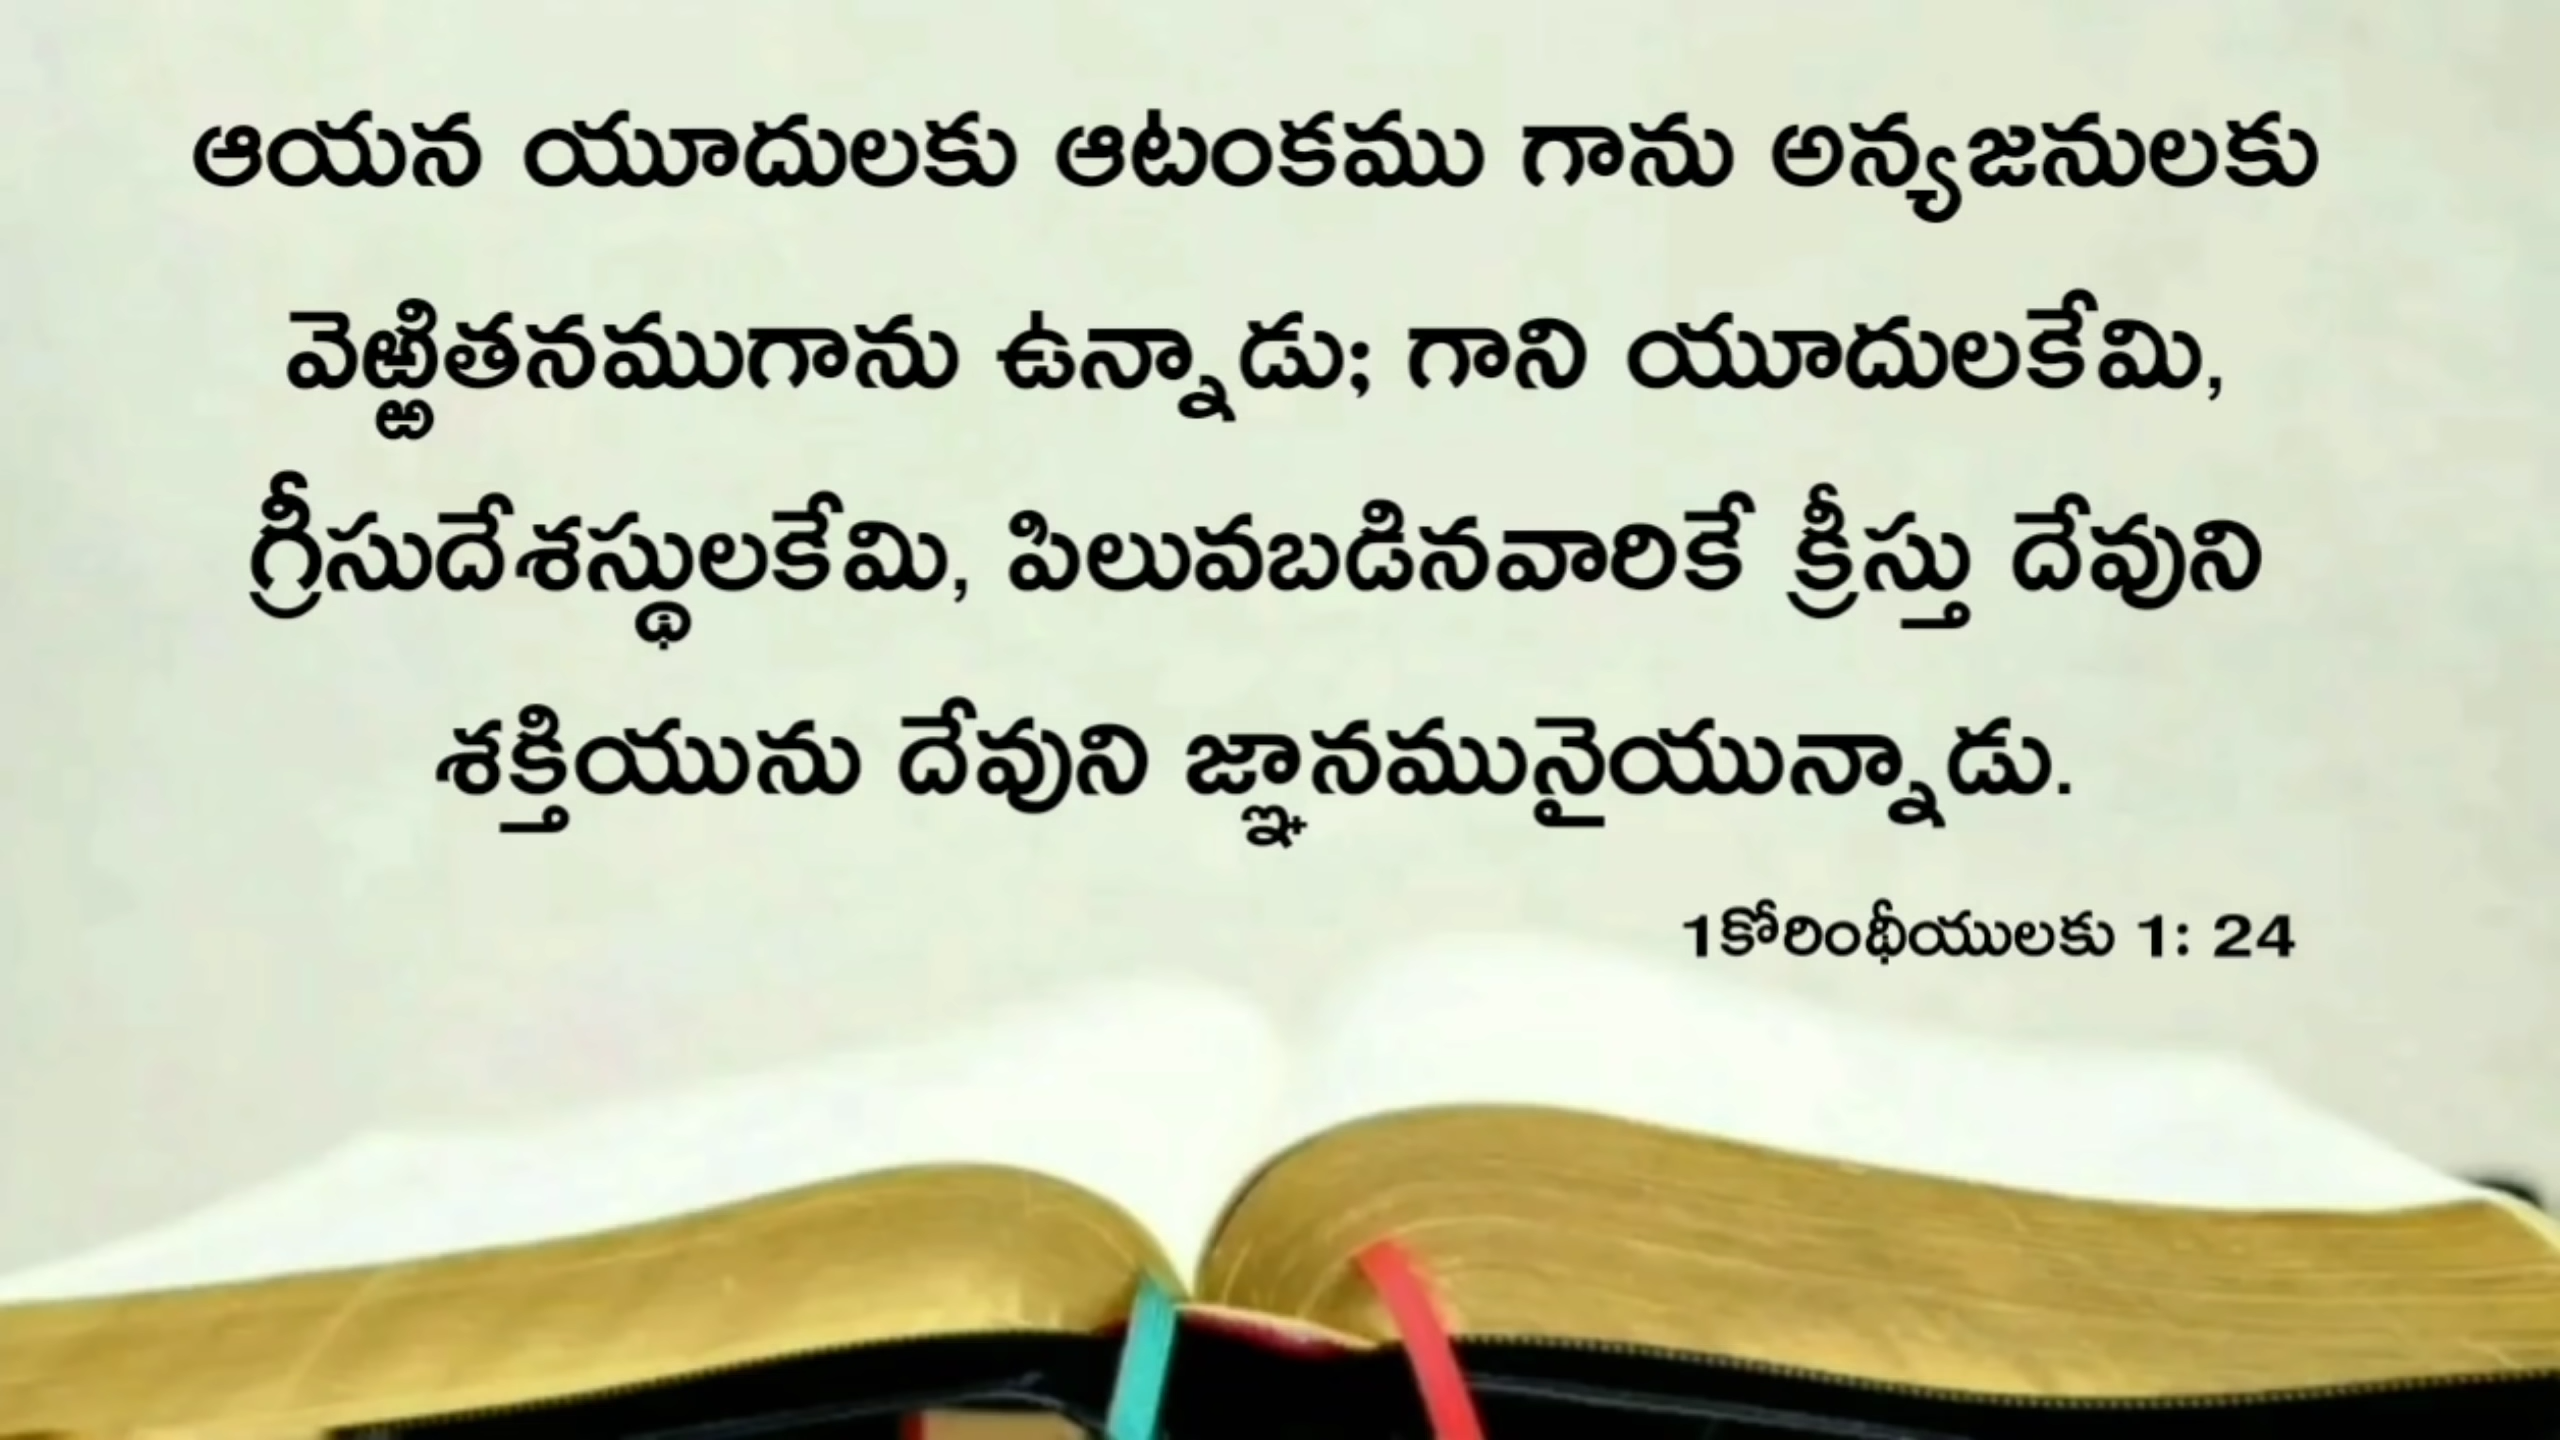 ఆయన యూదులకు ఆటంకము గాను అన్యజనులకు
వెఱ్ఱితనముగాను ఉన్నాడు; గాని యూదులకేమి,
గ్రీసుదేశస్థులకేమి, పిలువబడినవారికే క్రీస్తు దేవుని
శక్తియును దేవుని జ్ఞానమునైయున్నాడు.
1కోరింథీయులకు 1: 24